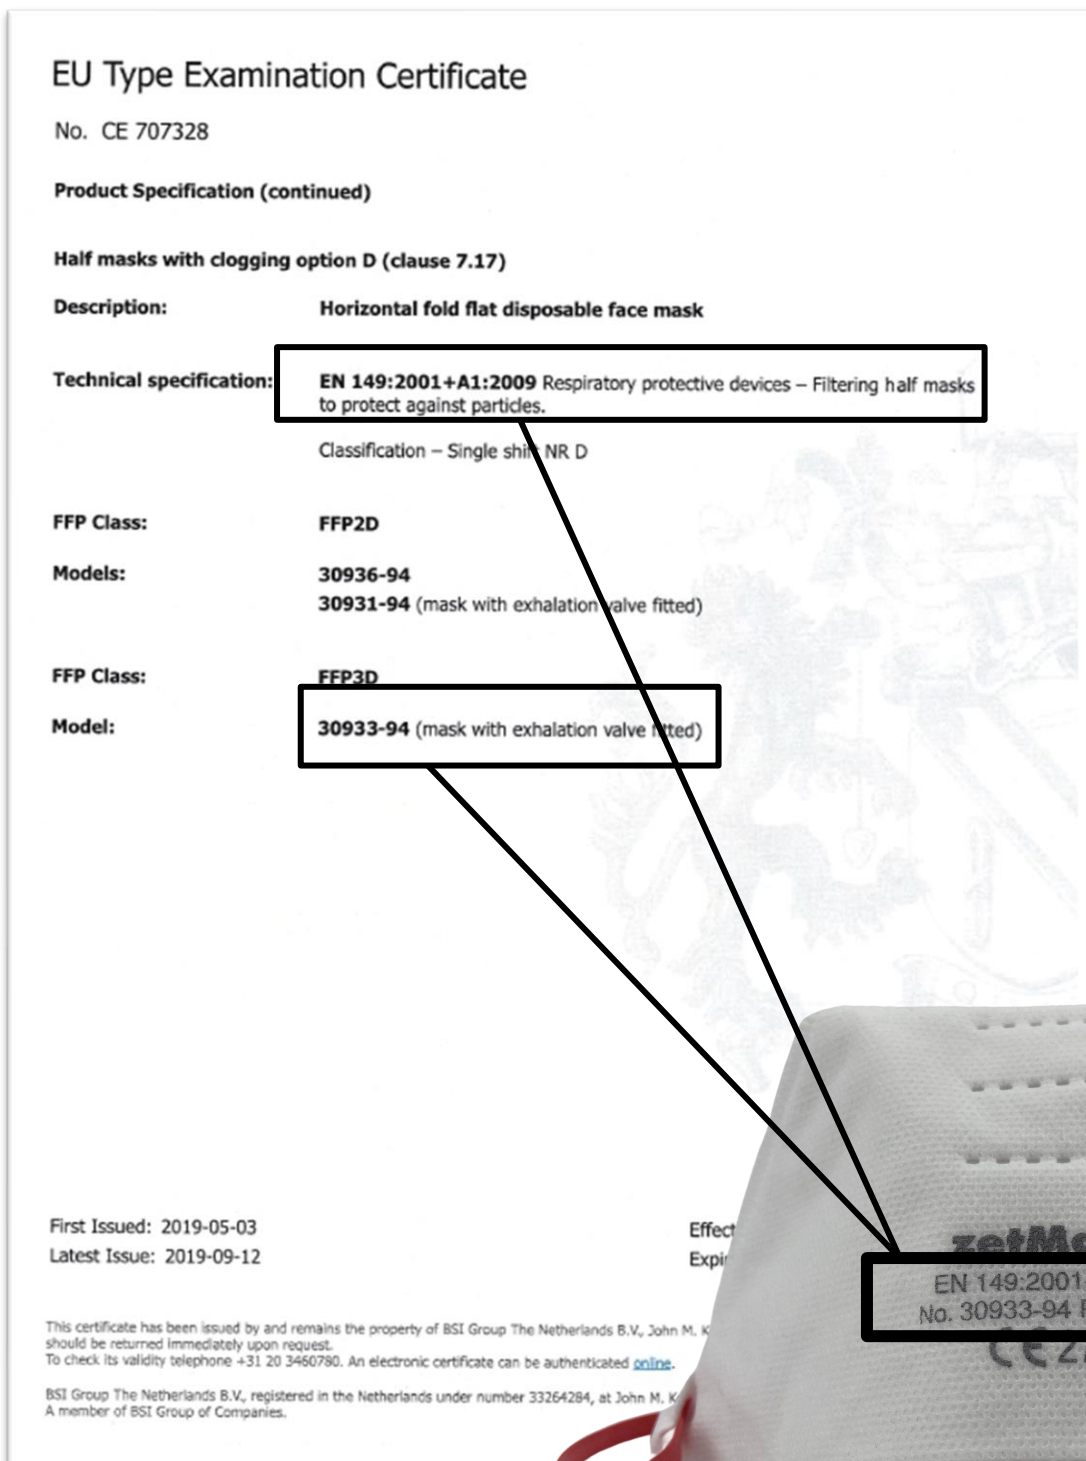 EU Type Examination Certificate
No. CE 707328
Product Specification (continued)
Half masks with clogging option D (clause 7.17)
Description: Horizontal fold flat disposable face mask
Technical specification: EN 149:2001+A1:2009 Respiratory protective devices – Filtering half masks
to protect against particles.
Classification – Single shift NR D
FFP Class: FFP2D
Models: 30936-94
30931-94 (mask with exhalation valve fitted)
FFP Class: FFP3D
Model: 30933-94 (mask with exhalation valve fitted)
First Issued: 2019-05-03
Latest Issue: 2019-09-12
This certificate has been issued by and remains the property of BSI Group The Netherlands B.V., John M. K
should be returned immediately upon request.
To check its validity telephone +31 20 3460780. An electronic certificate can be authenticated online.
BSI Group The Netherlands B.V., registered in the Netherlands under number 33264284, at John M. K
A member of BSI Group of Companies.
EN 149:2001
No. 30933-94
CE 27